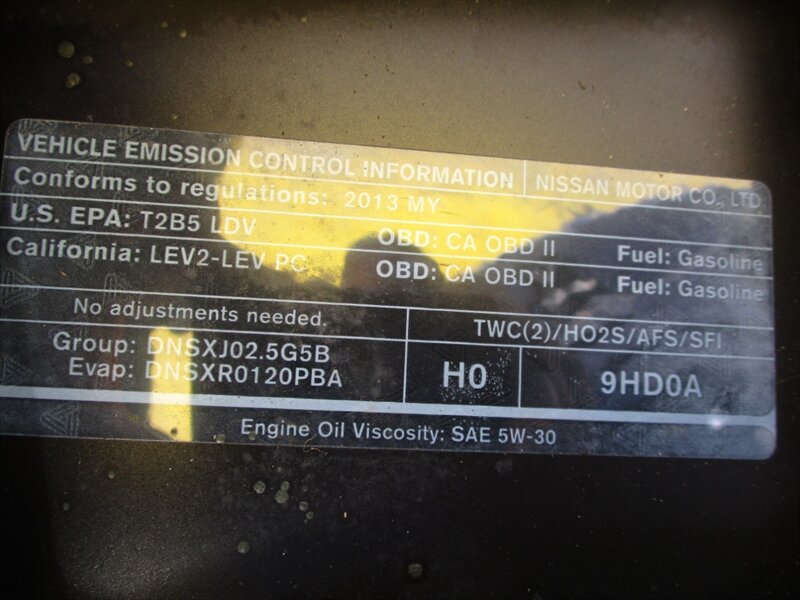 VEHICLE EMISSION CONTROL INFORMATION NISSAN MOTOR CO., LTD
Conforms to regulations: 2013 MY
U.S. EPA: T2B5 LDV OBD: CA OBD II Fuel: Gasoline
California: LEV2-LEV PC OBD: CA OBD II Fuel: Gasoline
No adjustments needed. TWC(2)/HO2S/AFS/SFI
Group: DNSXJ02.5G5B
Evap: DNSXR0120PBA H0 9HD0A
Engine Oil Viscosity: SAE 5W-30